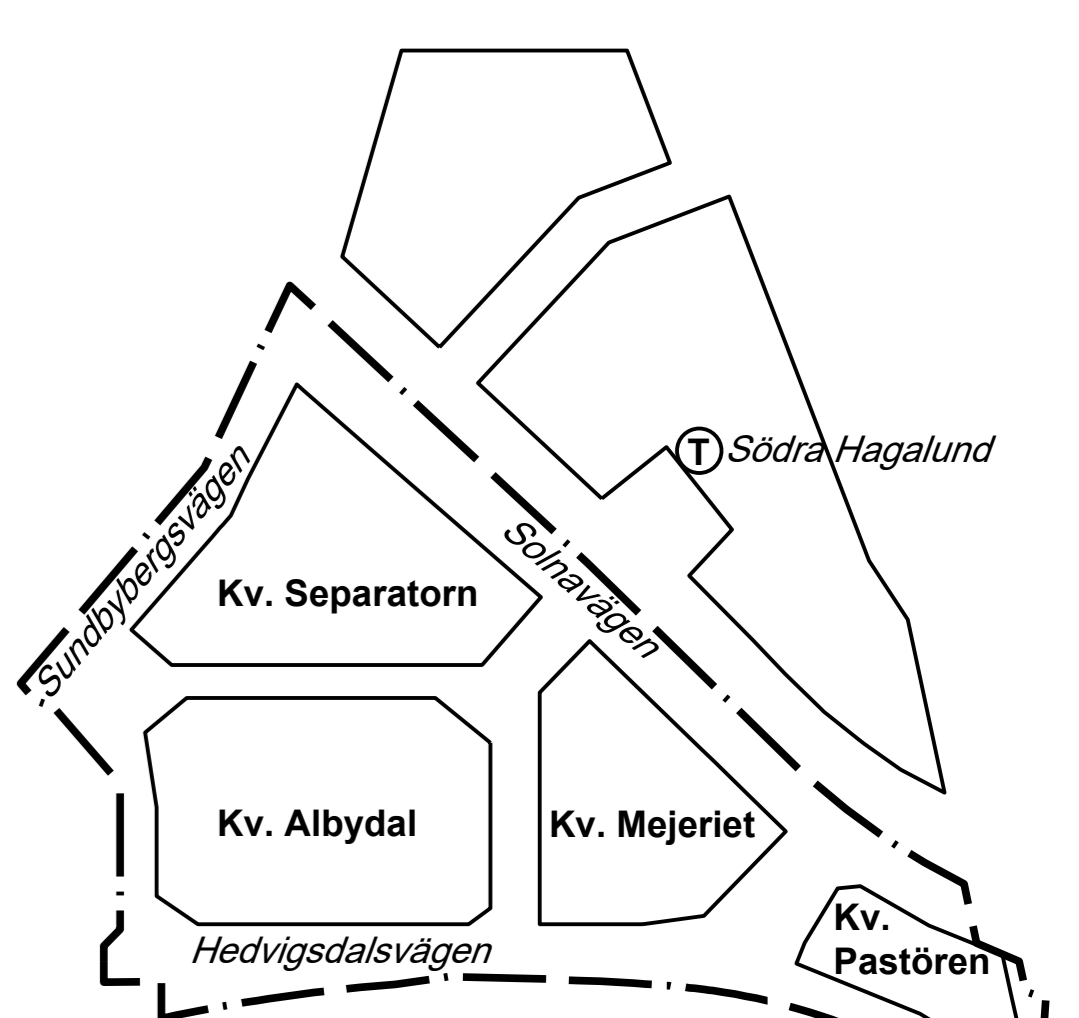 T Södra Hagalund
Sundbybergsvägen
Solnavägen
Kv. Separatorn
Kv. Albydal
Kv. Mejeriet
Kv.
Pastören
Hedvigsdalsvägen